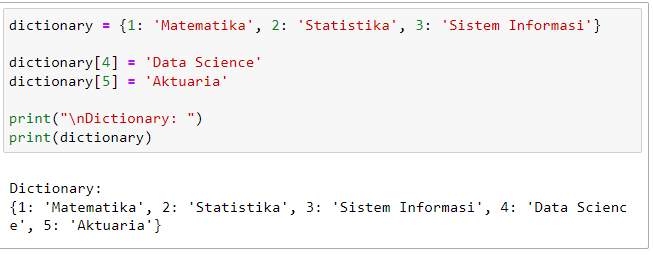 dictionary = {1: 'Matematika', 2: 'Statistika', 3: 'Sistem Informasi'}
dictionary[4] = 'Data Science'
dictionary[5] = 'Aktuaria'
print("\nDictionary: ")
print(dictionary)
Dictionary:
{1: 'Matematika', 2: 'Statistika', 3: 'Sistem Informasi', 4: 'Data Scienc
e', 5: 'Aktuaria'}